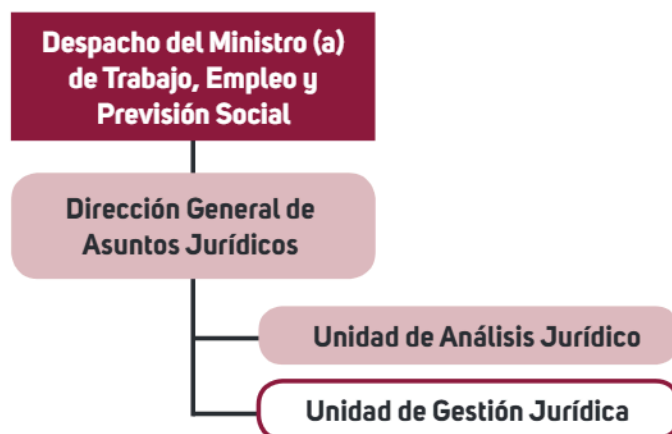 Despacho del Ministro (a)
de Trabajo, Empleo y
Previsión Social
Dirección General de
Asuntos Jurídicos
Unidad de Análisis Jurídico
Unidad de Gestión Jurídica